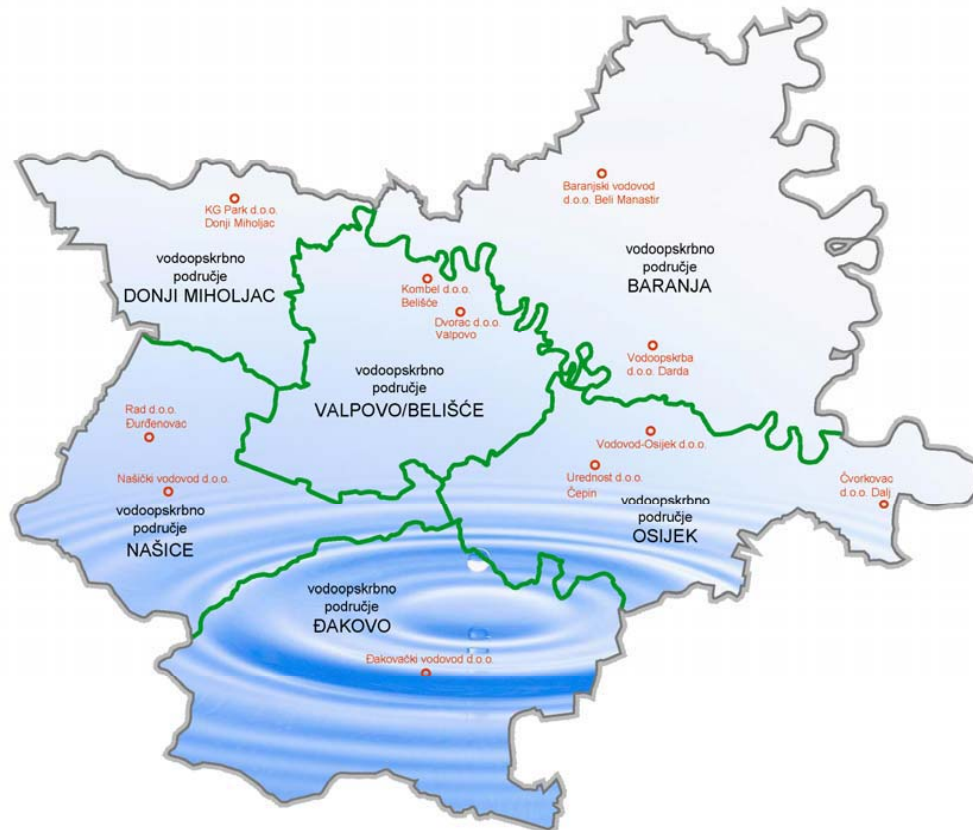 Baranjski vodovod
d.o.o. Beli Manastir
KG Park d.o.o.
Donji Miholjac
vodoopskrbno
područje
DONJI MIHOLJAC
vodoopskrbno
područje
BARANJA
Kombel d.o.o.
Belišće
Dvorac d.o.o.
Valpovo
Vodoopskrba
d.o.o. Darda
vodoopskrbno
područje
VALPOVO/BELIŠĆE
Rad d.o.o.
Đurđenovac
Vodovod-Osijek d.o.o.
Našički vodovod d.o.o.
Urednost d.o.o.
Čepin
Čvorkovac
d.o.o. Dalj
vodoopskrbno
područje
NAŠICE
vodoopskrbno
područje
OSIJEK
vodoopskrbno
područje
ĐAKOVO
Đakovački vodovod d.o.o.